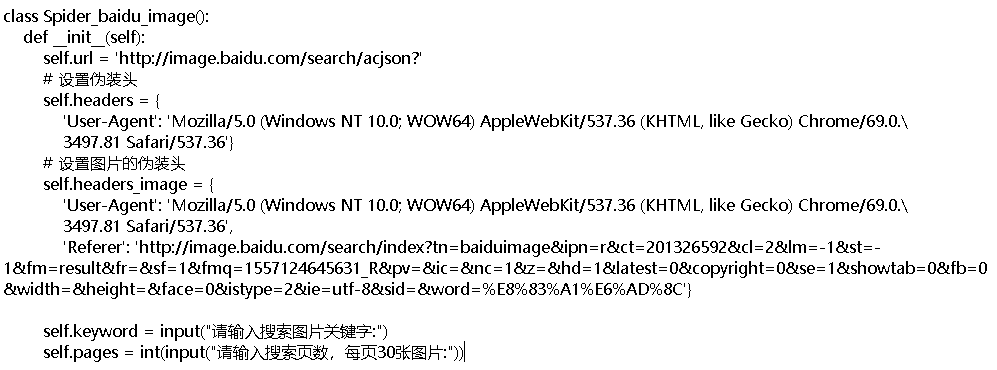 class Spider_baidu_image():
    def __init__(self):
        self.url = 'http://image.baidu.com/search/acjson?'
        # 设置伪装头
        self.headers = {
            'User-Agent': 'Mozilla/5.0 (Windows NT 10.0; WOW64) AppleWebKit/537.36 (KHTML, like Gecko) Chrome/69.0.\
            3497.81 Safari/537.36'}
        # 设置图片的伪装头
        self.headers_image = {
            'User-Agent': 'Mozilla/5.0 (Windows NT 10.0; WOW64) AppleWebKit/537.36 (KHTML, like Gecko) Chrome/69.0.\
            3497.81 Safari/537.36',
            'Referer': 'http://image.baidu.com/search/index?tn=baiduimage&ipn=r&ct=201326592&cl=2&lm=-1&st=-
1&fm=result&fr=&sf=1&fmq=1557124645631_R&pv=&ic=&nc=1&z=&hd=1&latest=0&copyright=0&se=1&showtab=0&fb=0
&width=&height=&face=0&istype=2&ie=utf-8&sid=&word=%E8%83%A1%E6%AD%8C'}
        self.keyword = input("请输入搜索图片关键字:")
        self.pages = int(input("请输入搜索页数，每页30张图片:"))